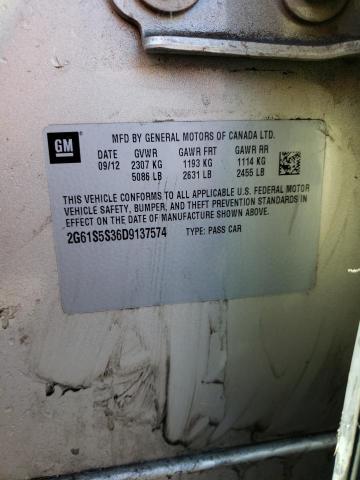 GM
MFD BY GENERAL MOTORS OF CANADA LTD.
DATE GVWR GAWR FRT GAWR RR
09/12 2307 KG 1193 KG 1114 KG
5086 LB 2631 LB 2455 LB
THIS VEHICLE CONFORMS TO ALL APPLICABLE U.S. FEDERAL MOTOR
VEHICLE SAFETY, BUMPER, AND THEFT PREVENTION STANDARDS IN
EFFECT ON THE DATE OF MANUFACTURE SHOWN ABOVE.
2G61S5S36D9137574 TYPE: PASS CAR